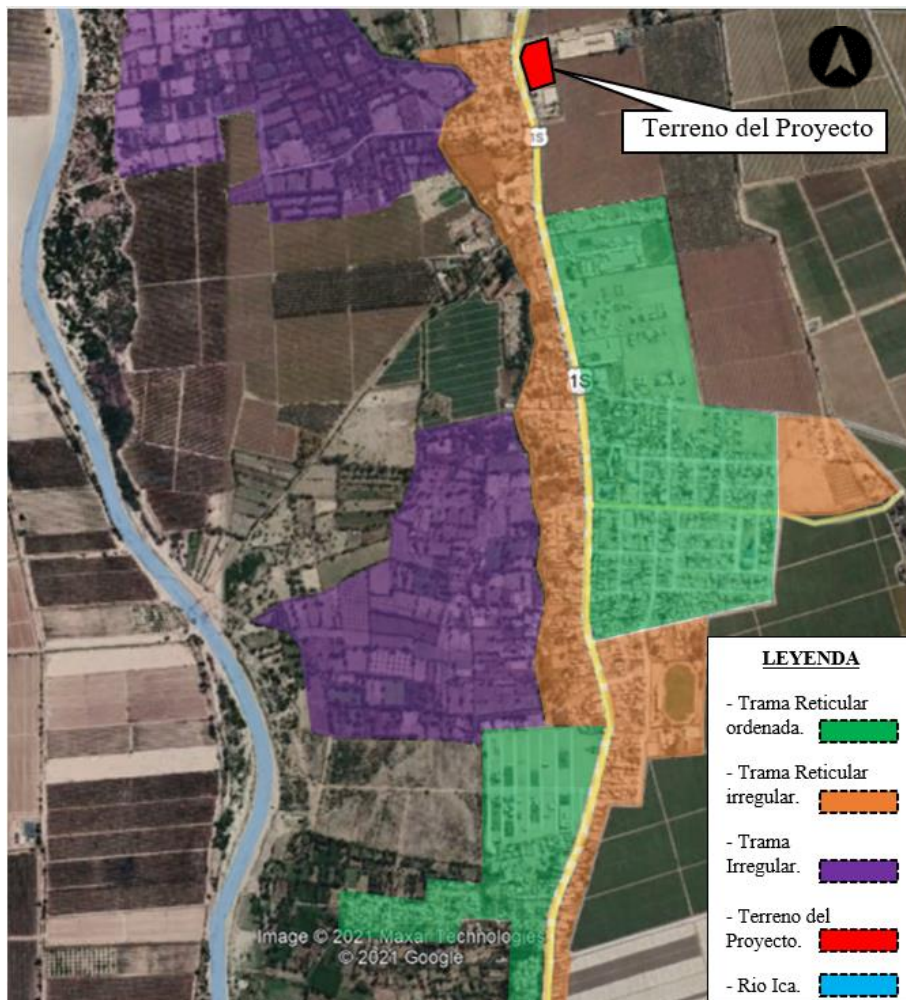 Terreno del Proyecto
1S
1S
LEYENDA
- Trama Reticular
ordenada.
- Trama Reticular
irregular.
- Trama
Irregular.
- Terreno del
Proyecto.
- Rio Ica.
Image © 2021 Maxar Technologies
© 2021 Google